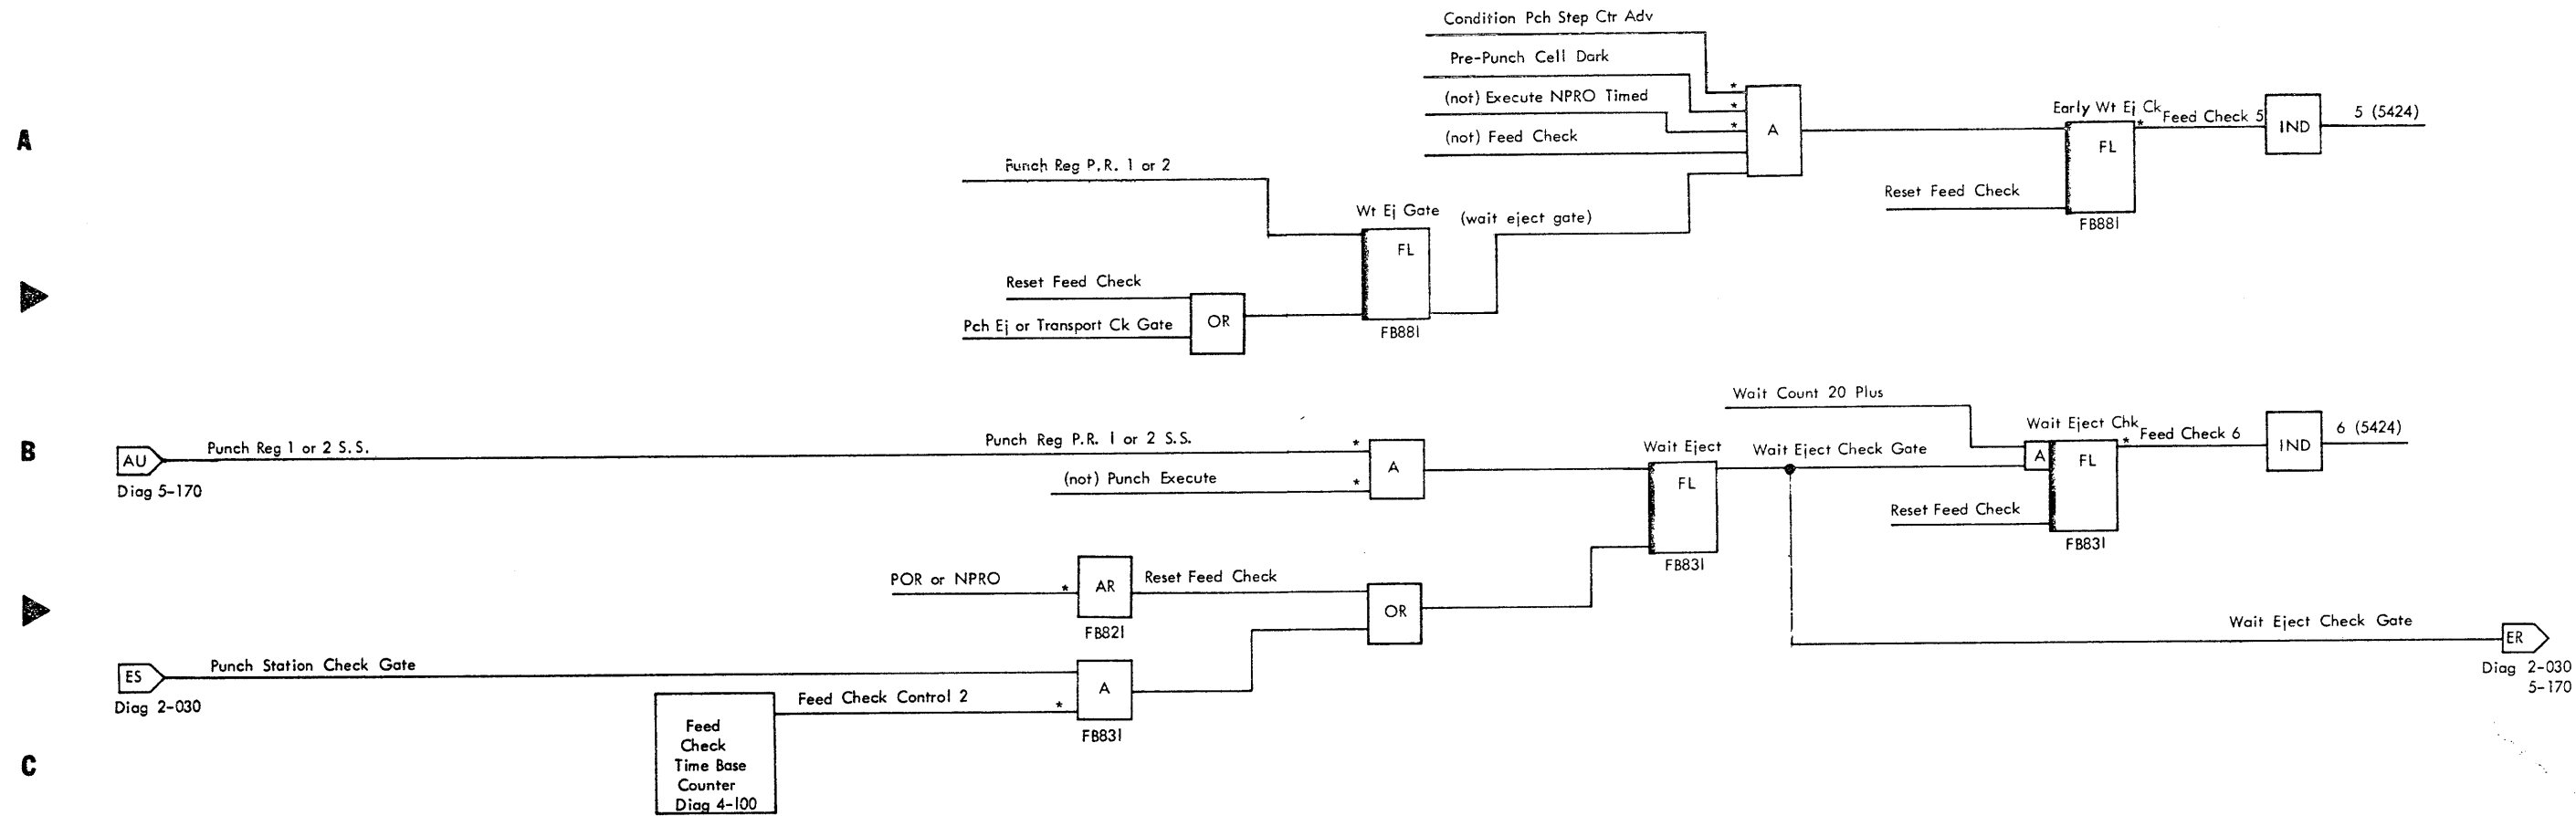 Condition Pch Step Ctr Adv
Pre-Punch Cell Dark
(not) Execute NPRO Timed
(not) Feed Check
*
*
*
A
Early Wt Ej Ck
* Feed Check 5
FL
IND
5 (5424)
Reset Feed Check
FB881
A
Punch Reg P.R. 1 or 2
Wt Ej Gate
(wait eject gate)
FL
FB881
Reset Feed Check
Pch Ej or Transport Ck Gate
OR
B
AU
Diag 5-170
Punch Reg 1 or 2 S.S.
Punch Reg P.R. 1 or 2 S.S.
*
(not) Punch Execute
*
A
Wait Eject
FL
FB831
Wait Eject Check Gate
Wait Count 20 Plus
Wait Eject Chk
* Feed Check 6
A
FL
IND
6 (5424)
Reset Feed Check
FB831
POR or NPRO
*
AR
FB821
Reset Feed Check
OR
Wait Eject Check Gate
ER
Diag 2-030
5-170
ES
Diag 2-030
Punch Station Check Gate
Feed Check Control 2
*
A
FB831
Feed
Check
Time Base
Counter
Diag 4-100
C